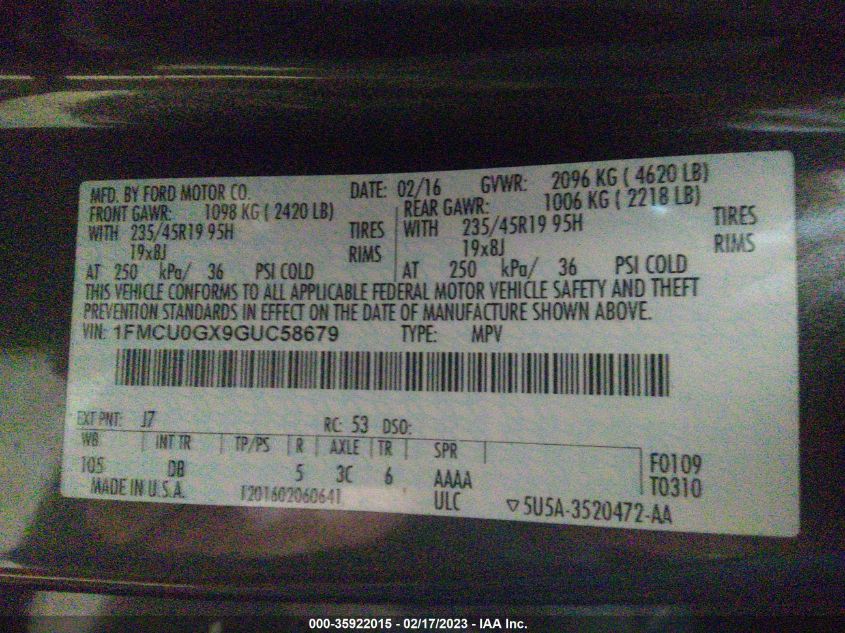 MFD. BY FORD MOTOR CO. DATE: 02/16 GVWR: 2096 KG ( 4620 LB)
FRONT GAWR: 1098 KG ( 2420 LB) REAR GAWR: 1006 KG ( 2218 LB)
WITH 235/45R19 95H TIRES WITH 235/45R19 95H TIRES
19x8J RIMS 19x8J RIMS
AT 250 kPa/ 36 PSI COLD AT 250 kPa/ 36 PSI COLD
THIS VEHICLE CONFORMS TO ALL APPLICABLE FEDERAL MOTOR VEHICLE SAFETY AND THEFT
PREVENTION STANDARDS IN EFFECT ON THE DATE OF MANUFACTURE SHOWN ABOVE.
VIN: 1FMCU0GX9GUC58679 TYPE: MPV
EXT PNT: J7 RC: 53 DSO:
WB INT TR TP/PS R AXLE TR SPR
105 DB 5 3C 6 AAAA F0109
MADE IN U.S.A. T201602060641 ULC T0310
▽5U5A-3520472-AA
000-35922015 - 02/17/2023 - IAA Inc.